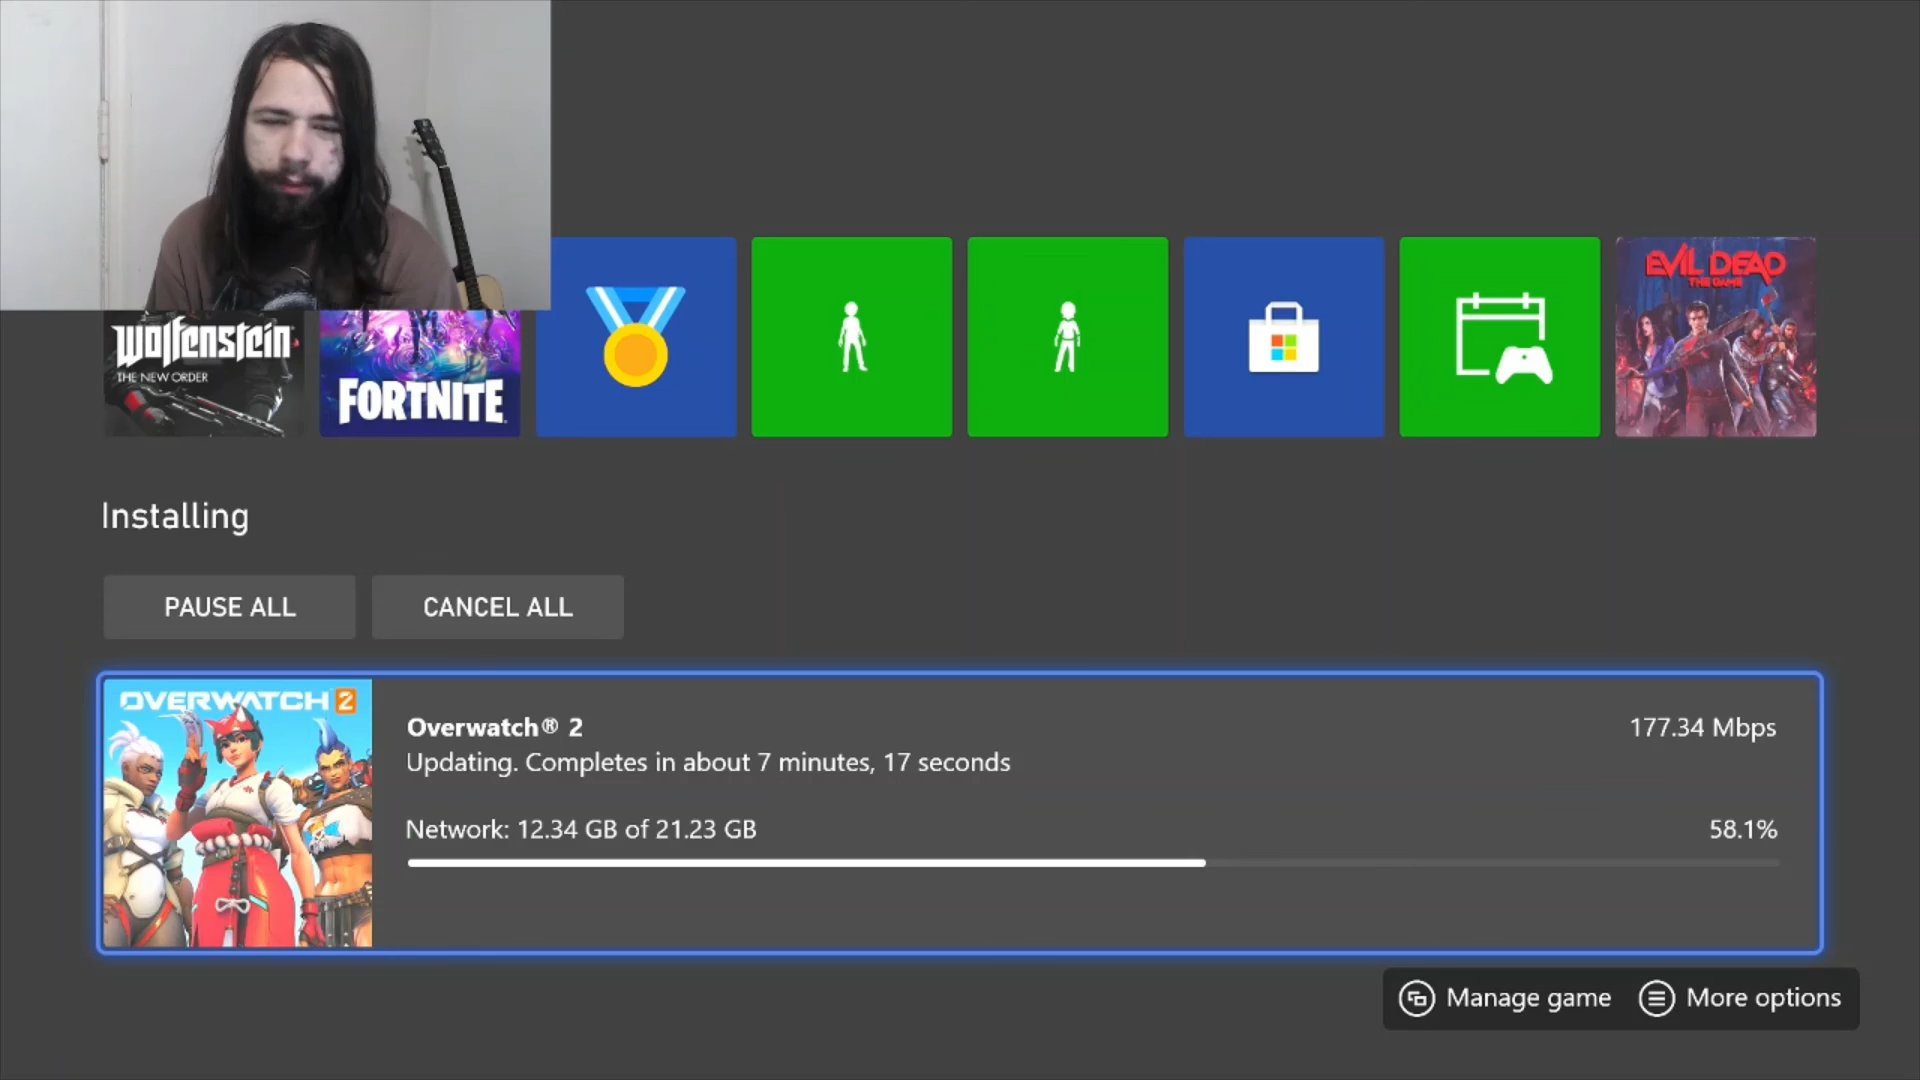 WOLFENSTEIN
THE NEW ORDER
FORTNITE
EVIL DEAD
THE GAME
Installing
PAUSE ALL
CANCEL ALL
OVERWATCH 2
Overwatch® 2
177.34 Mbps
Updating. Completes in about 7 minutes, 17 seconds
Network: 12.34 GB of 21.23 GB
58.1%
Manage game
More options